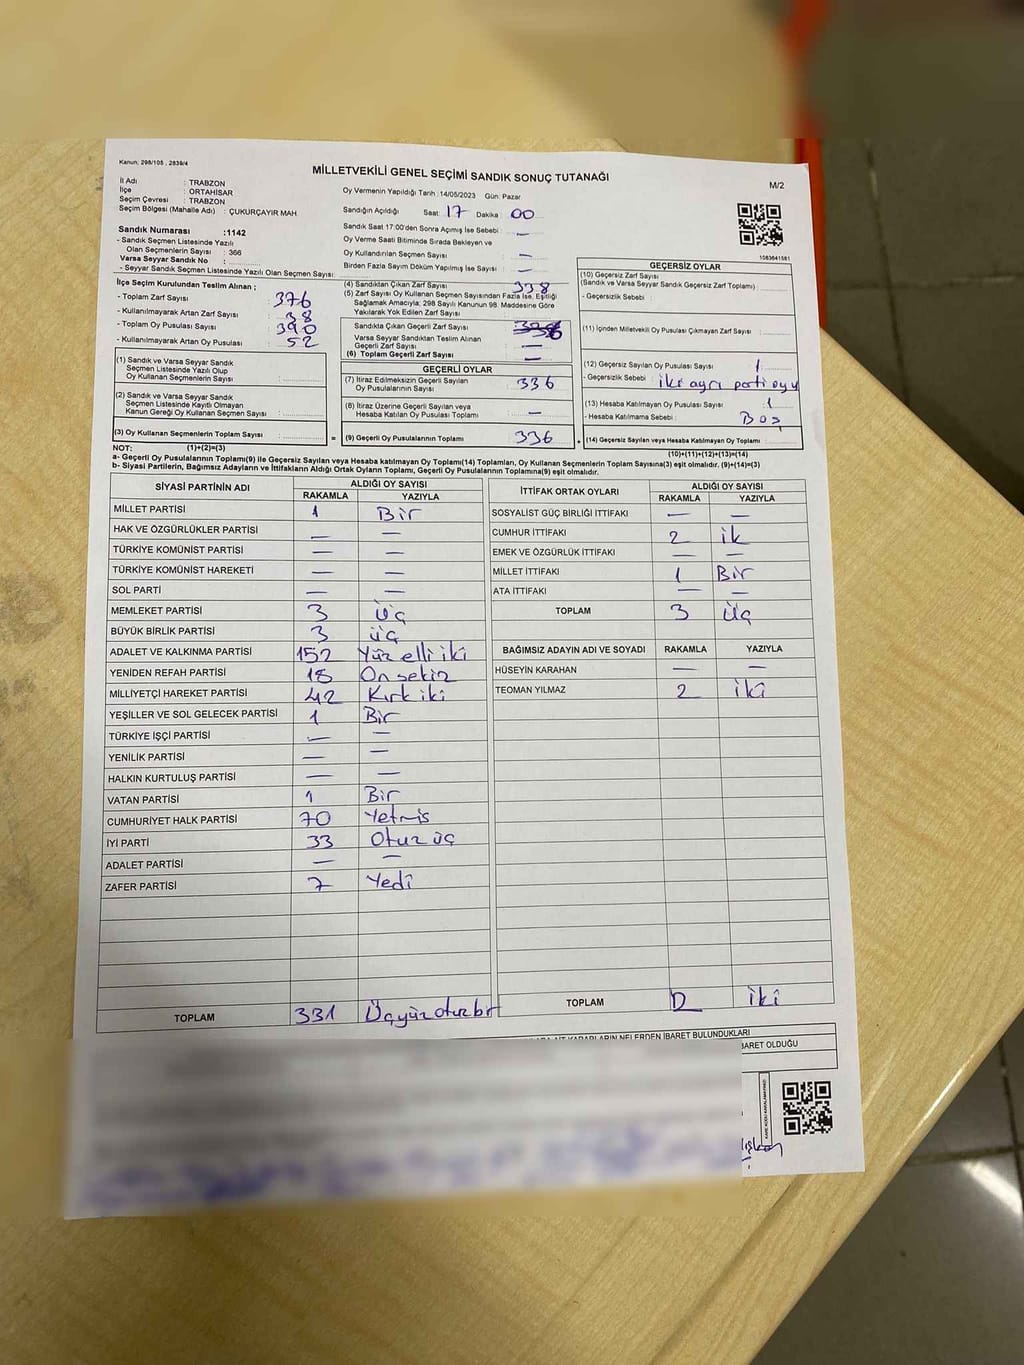 Kanun: 298/105 , 2839/4
MİLLETVEKİLİ GENEL SEÇİMİ SANDIK SONUÇ TUTANAĞI
M/2
İl Adı : TRABZON
İlçe : ORTAHİSAR
Seçim Çevresi : TRABZON
Seçim Bölgesi (Mahalle Adı) : ÇUKURÇAYIR MAH
Sandık Numarası :1142
- Sandık Seçmen Listesinde Yazılı
Olan Seçmenlerin Sayısı : 366
Varsa Seyyar Sandık No :
- Seyyar Sandık Seçmen Listesinde Yazılı Olan Seçmen Sayısı:
Oy Vermenin Yapıldığı Tarih :14/05/2023 Gün: Pazar
Sandığın Açıldığı Saat 17 Dakika 00
Sandık Saat 17:00'den Sonra Açımış İse Sebebi : —
Oy Verme Saati Bitiminde Sırada Bekleyen ve
Oy Kullandırılan Seçmen Sayısı : —
Birden Fazla Sayım Döküm Yapılmış İse Sayısı : —
1083641581
İlçe Seçim Kurulundan Teslim Alınan ;
- Toplam Zarf Sayısı : 376
- Kullanılmayarak Artan Zarf Sayısı : 38
- Toplam Oy Pusulası Sayısı : 390
- Kullanılmayarak Artan Oy Pusulası : 52
(1) Sandık ve Varsa Seyyar Sandık
Seçmen Listesinde Yazılı Olup
Oy Kullanan Seçmenlerin Sayısı :
(2) Sandık ve Varsa Seyyar Sandık
Seçmen Listesinde Kayıtlı Olmayan
Kanun Gereği Oy Kullanan Seçmen Sayısı :
(3) Oy Kullanan Seçmenlerin Toplam Sayısı :
(1)+(2)=(3)
(4) Sandıktan Çıkan Zarf Sayısı : 338
(5) Zarf Sayısı Oy Kullanan Seçmen Sayısından Fazla İse, Eşitliği
Sağlamak Amacıyla; 298 Sayılı Kanunun 98. Maddesine Göre
Yakılarak Yok Edilen Zarf Sayısı :
Sandıkta Çıkan Geçerli Zarf Sayısı :
Varsa Seyyar Sandıktan Teslim Alınan
Geçerli Zarf Sayısı : —
(6) Toplam Geçerli Zarf Sayısı : —
GEÇERLİ OYLAR
(7) İtiraz Edilmeksizin Geçerli Sayılan
Oy Pusulalarının Sayısı : 336
(8) İtiraz Üzerine Geçerli Sayılan veya
Hesaba Katılan Oy Pusulası Toplamı : —
= (9) Geçerli Oy Pusulalarının Toplamı : 336
GEÇERSİZ OYLAR
(10) Geçersiz Zarf Sayısı
(Sandık ve Varsa Seyyar Sandık Geçersiz Zarf Toplamı) :
- Geçersizlik Sebebi :
(11) İçinden Milletvekili Oy Pusulası Çıkmayan Zarf Sayısı :
(12) Geçersiz Sayılan Oy Pusulası Sayısı : 1
- Geçersizlik Sebebi : iki ayrı parti oyu
(13) Hesaba Katılmayan Oy Pusulası Sayısı : 1
- Hesaba Katılmama Sebebi : Boş
+ (14) Geçersiz Sayılan veya Hesaba Katılmayan Oy Toplamı :
(10)+(11)+(12)+(13)=(14)
NOT:
a- Geçerli Oy Pusulalarının Toplamı(9) ile Geçersiz Sayılan veya Hesaba Katılmayan Oy Toplamı(14) Toplamları, Oy Kullanan Seçmenlerin Toplam Sayısına(3) eşit olmalıdır. (9)+(14)=(3)
b- Siyasi Partilerin, Bağımsız Adayların ve İttifakların Aldığı Ortak Oyların Toplamı, Geçerli Oy Pusulalarının Toplamına(9) eşit olmalıdır.
SİYASİ PARTİNİN ADI ALDIĞI OY SAYISI
RAKAMLA YAZIYLA
MİLLET PARTİSİ 1 Bir
HAK VE ÖZGÜRLÜKLER PARTİSİ — —
TÜRKİYE KOMÜNİST PARTİSİ — —
TÜRKİYE KOMÜNİST HAREKETİ — —
SOL PARTİ — —
MEMLEKET PARTİSİ 3 Üç
BÜYÜK BİRLİK PARTİSİ 3 üç
ADALET VE KALKINMA PARTİSİ 152 Yüz elli iki
YENİDEN REFAH PARTİSİ 18 On sekiz
MİLLİYETÇİ HAREKET PARTİSİ 42 Kırk iki
YEŞİLLER VE SOL GELECEK PARTİSİ 1 Bir
TÜRKİYE İŞÇİ PARTİSİ — —
YENİLİK PARTİSİ — —
HALKIN KURTULUŞ PARTİSİ — —
VATAN PARTİSİ 1 Bir
CUMHURİYET HALK PARTİSİ 70 Yetmis
İYİ PARTİ 33 Otuz üç
ADALET PARTİSİ — —
ZAFER PARTİSİ 7 Yedi
TOPLAM 331 Üçyüz otuz bir
İTTİFAK ORTAK OYLARI ALDIĞI OY SAYISI
RAKAMLA YAZIYLA
SOSYALİST GÜÇ BİRLİĞİ İTTİFAKI — —
CUMHUR İTTİFAKI 2 ik
EMEK VE ÖZGÜRLÜK İTTİFAKI — —
MİLLET İTTİFAKI 1 Bir
ATA İTTİFAKI — —
TOPLAM 3 Üç
BAĞIMSIZ ADAYIN ADI VE SOYADI RAKAMLA YAZIYLA
HÜSEYİN KARAHAN — —
TEOMAN YILMAZ 2 iki
TOPLAM 2 iki
NELERDEN İBARET BULUNDUKLARI
BARET OLDUĞU